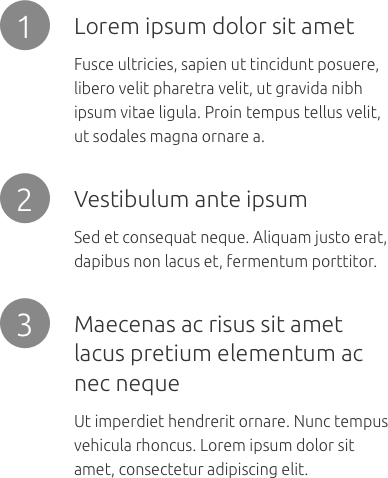 1
Lorem ipsum dolor sit amet
Fusce ultricies, sapien ut tincidunt posuere,
libero velit pharetra velit, ut gravida nibh
ipsum vitae ligula. Proin tempus tellus velit,
ut sodales magna ornare a.
2
Vestibulum ante ipsum
Sed et consequat neque. Aliquam justo erat,
dapibus non lacus et, fermentum porttitor.
3
Maecenas ac risus sit amet
lacus pretium elementum ac
nec neque
Ut imperdiet hendrerit ornare. Nunc tempus
vehicula rhoncus. Lorem ipsum dolor sit
amet, consectetur adipiscing elit.